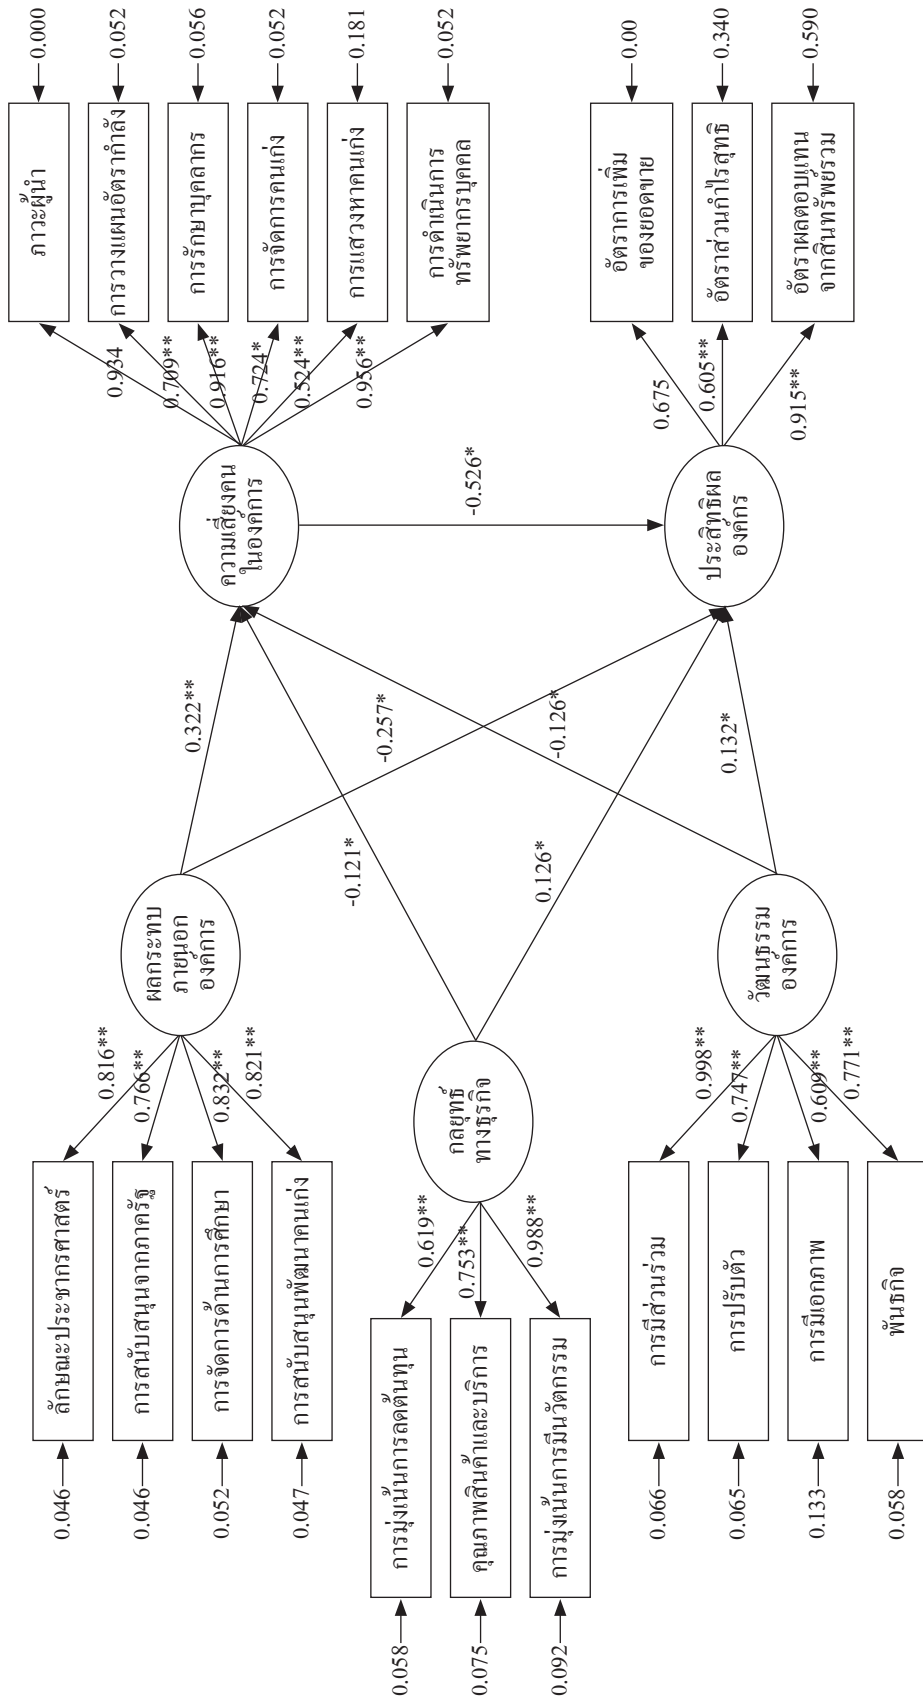 0.046
ลักษณะประชากรศาสตร์
0.816**
0.046
การสนับสนุนจากภาครัฐ
0.766**
0.052
การจัดการด้านการศึกษา
0.832**
0.047
การสนับสนุนพัฒนาคนเก่ง
0.821**
ผลกระทบ
ภายนอก
องค์การ
0.058
การมุ่งเน้นการลดต้นทุน
0.619**
0.075
คุณภาพสินค้าและบริการ
0.753**
0.092
การมุ่งเน้นการมีนวัตกรรม
0.988**
กลยุทธ์
ทางธุรกิจ
0.066
การมีส่วนร่วม
0.998**
0.065
การปรับตัว
0.747**
0.133
การมีเอกภาพ
0.609**
0.058
พันธกิจ
0.771**
วัฒนธรรม
องค์การ
0.322**
-0.121*
-0.257*
-0.126*
0.126*
0.132*
ความเสี่ยงคน
ในองค์การ
-0.526*
ประสิทธิผล
องค์กร
0.934
ภาวะผู้นำ
0.000
0.709**
การวางแผนอัตรากำลัง
0.052
0.916**
การรักษาบุคลากร
0.056
0.724*
การจัดการคนเก่ง
0.052
0.524**
การแสวงหาคนเก่ง
0.181
0.956**
การดำเนินการ
ทรัพยากรบุคคล
0.052
0.675
อัตราการเพิ่ม
ของยอดขาย
0.00
0.605**
อัตราส่วนกำไรสุทธิ
0.340
0.915**
อัตราผลตอบแทน
จากสินทรัพย์รวม
0.590